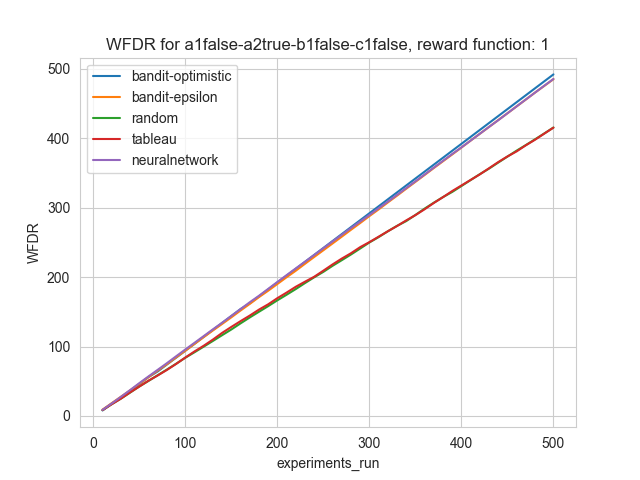 WFDR for a1false-a2true-b1false-c1false, reward function: 1
bandit-optimistic
bandit-epsilon
random
tableau
neuralnetwork
500
400
300
200
100
0
WFDR
0 100 200 300 400 500
experiments_run